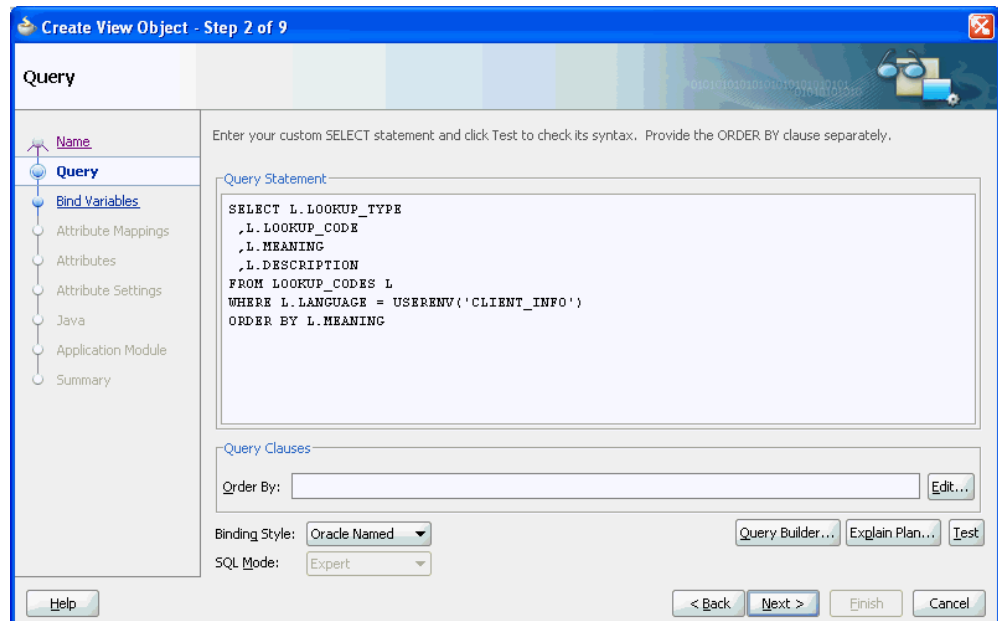 Create View Object - Step 2 of 9
Query
Name
Query
Bind Variables
Attribute Mappings
Attributes
Attribute Settings
Java
Application Module
Summary
Enter your custom SELECT statement and click Test to check its syntax. Provide the ORDER BY clause separately.
Query Statement
SELECT L.LOOKUP_TYPE
,L.LOOKUP_CODE
,L.MEANING
,L.DESCRIPTION
FROM LOOKUP_CODES L
WHERE L.LANGUAGE = USERENV('CLIENT_INFO')
ORDER BY L.MEANING
Query Clauses
Order By:
Edit...
Binding Style: Oracle Named
Query Builder... Explain Plan... Test
SQL Mode: Expert
Help
< Back Next > Finish Cancel